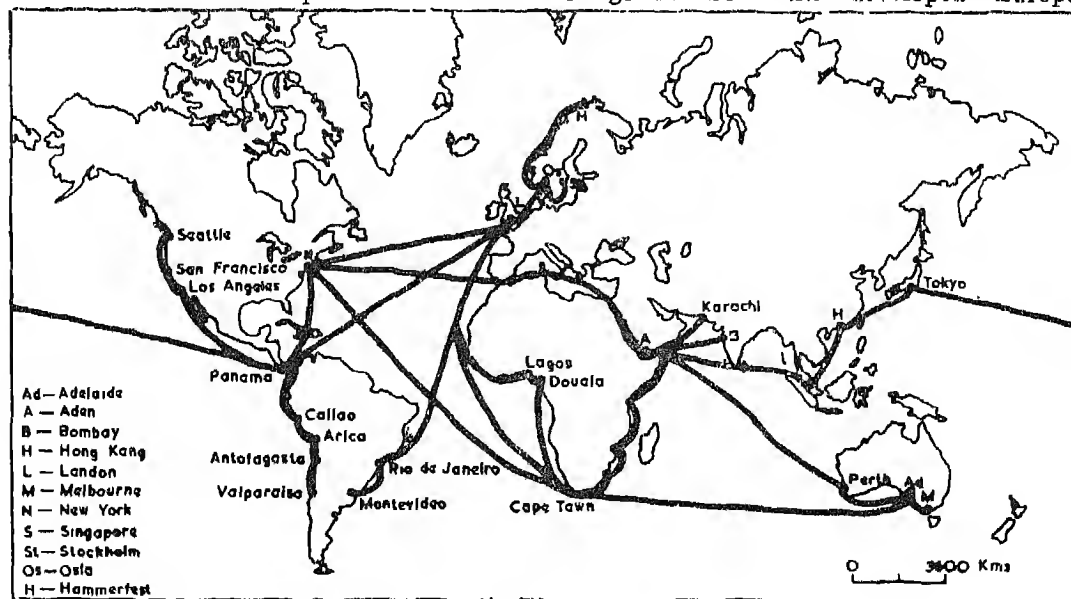 Seattle
San Francisco
Los Angeles
N
L
H
Karachi
B
A
H
Tokyo
Panama
Lagos
Douala
Callao
Arica
Antofagasta
Rio de Janeiro
Valparaiso
Montevideo
Cape Town
Perth
Ad
M
Ad — Adelaide
A — Aden
B — Bombay
H — Hong Kang
L — London
M — Melbourne
N — New York
S — Singapore
St — Stockholm
Os — Oslo
H — Hammerfest
0 3600 Kms